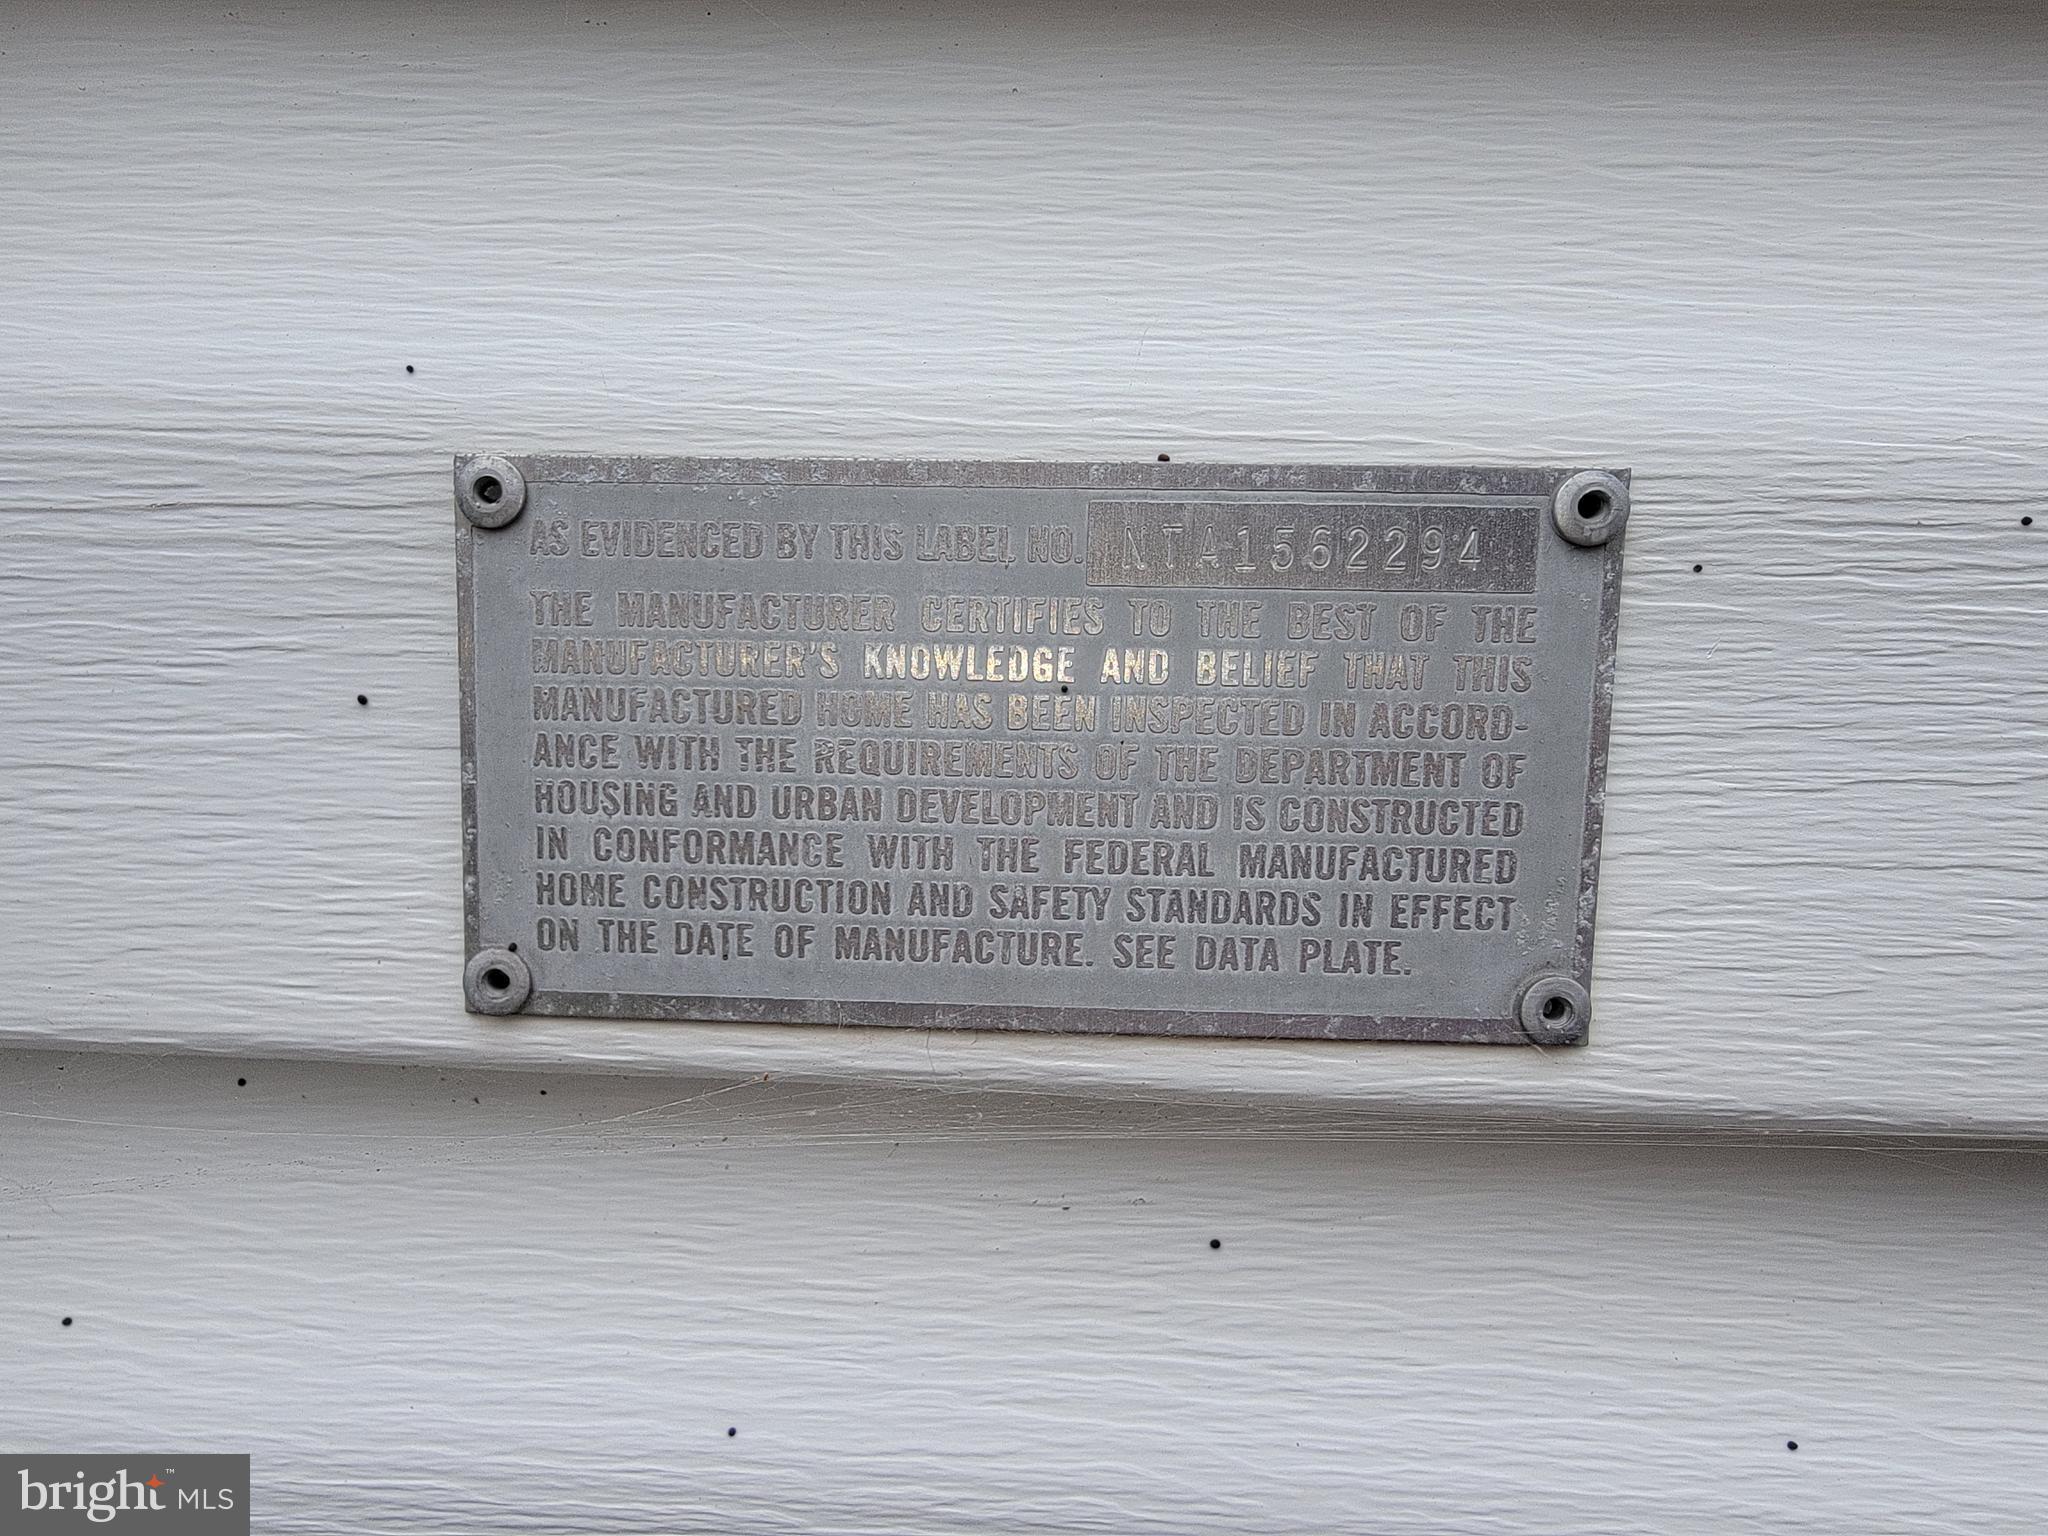 AS EVIDENCED BY THIS LABEL NO. NTA1562294
THE MANUFACTURER CERTIFIES TO THE BEST OF THE
MANUFACTURER'S KNOWLEDGE AND BELIEF THAT THIS
MANUFACTURED HOME HAS BEEN INSPECTED IN ACCORD-
ANCE WITH THE REQUIREMENTS OF THE DEPARTMENT OF
HOUSING AND URBAN DEVELOPMENT AND IS CONSTRUCTED
IN CONFORMANCE WITH THE FEDERAL MANUFACTURED
HOME CONSTRUCTION AND SAFETY STANDARDS IN EFFECT
ON THE DATE OF MANUFACTURE. SEE DATA PLATE.
bright™ MLS